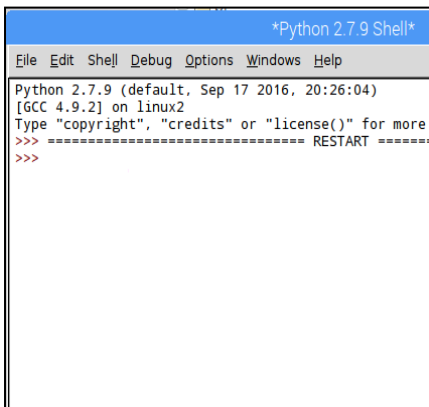 *Python 2.7.9 Shell*
File Edit Shell Debug Options Windows Help
Python 2.7.9 (default, Sep 17 2016, 20:26:04)
[GCC 4.9.2] on linux2
Type "copyright", "credits" or "license()" for more
>>> ================================ RESTART =======
>>>